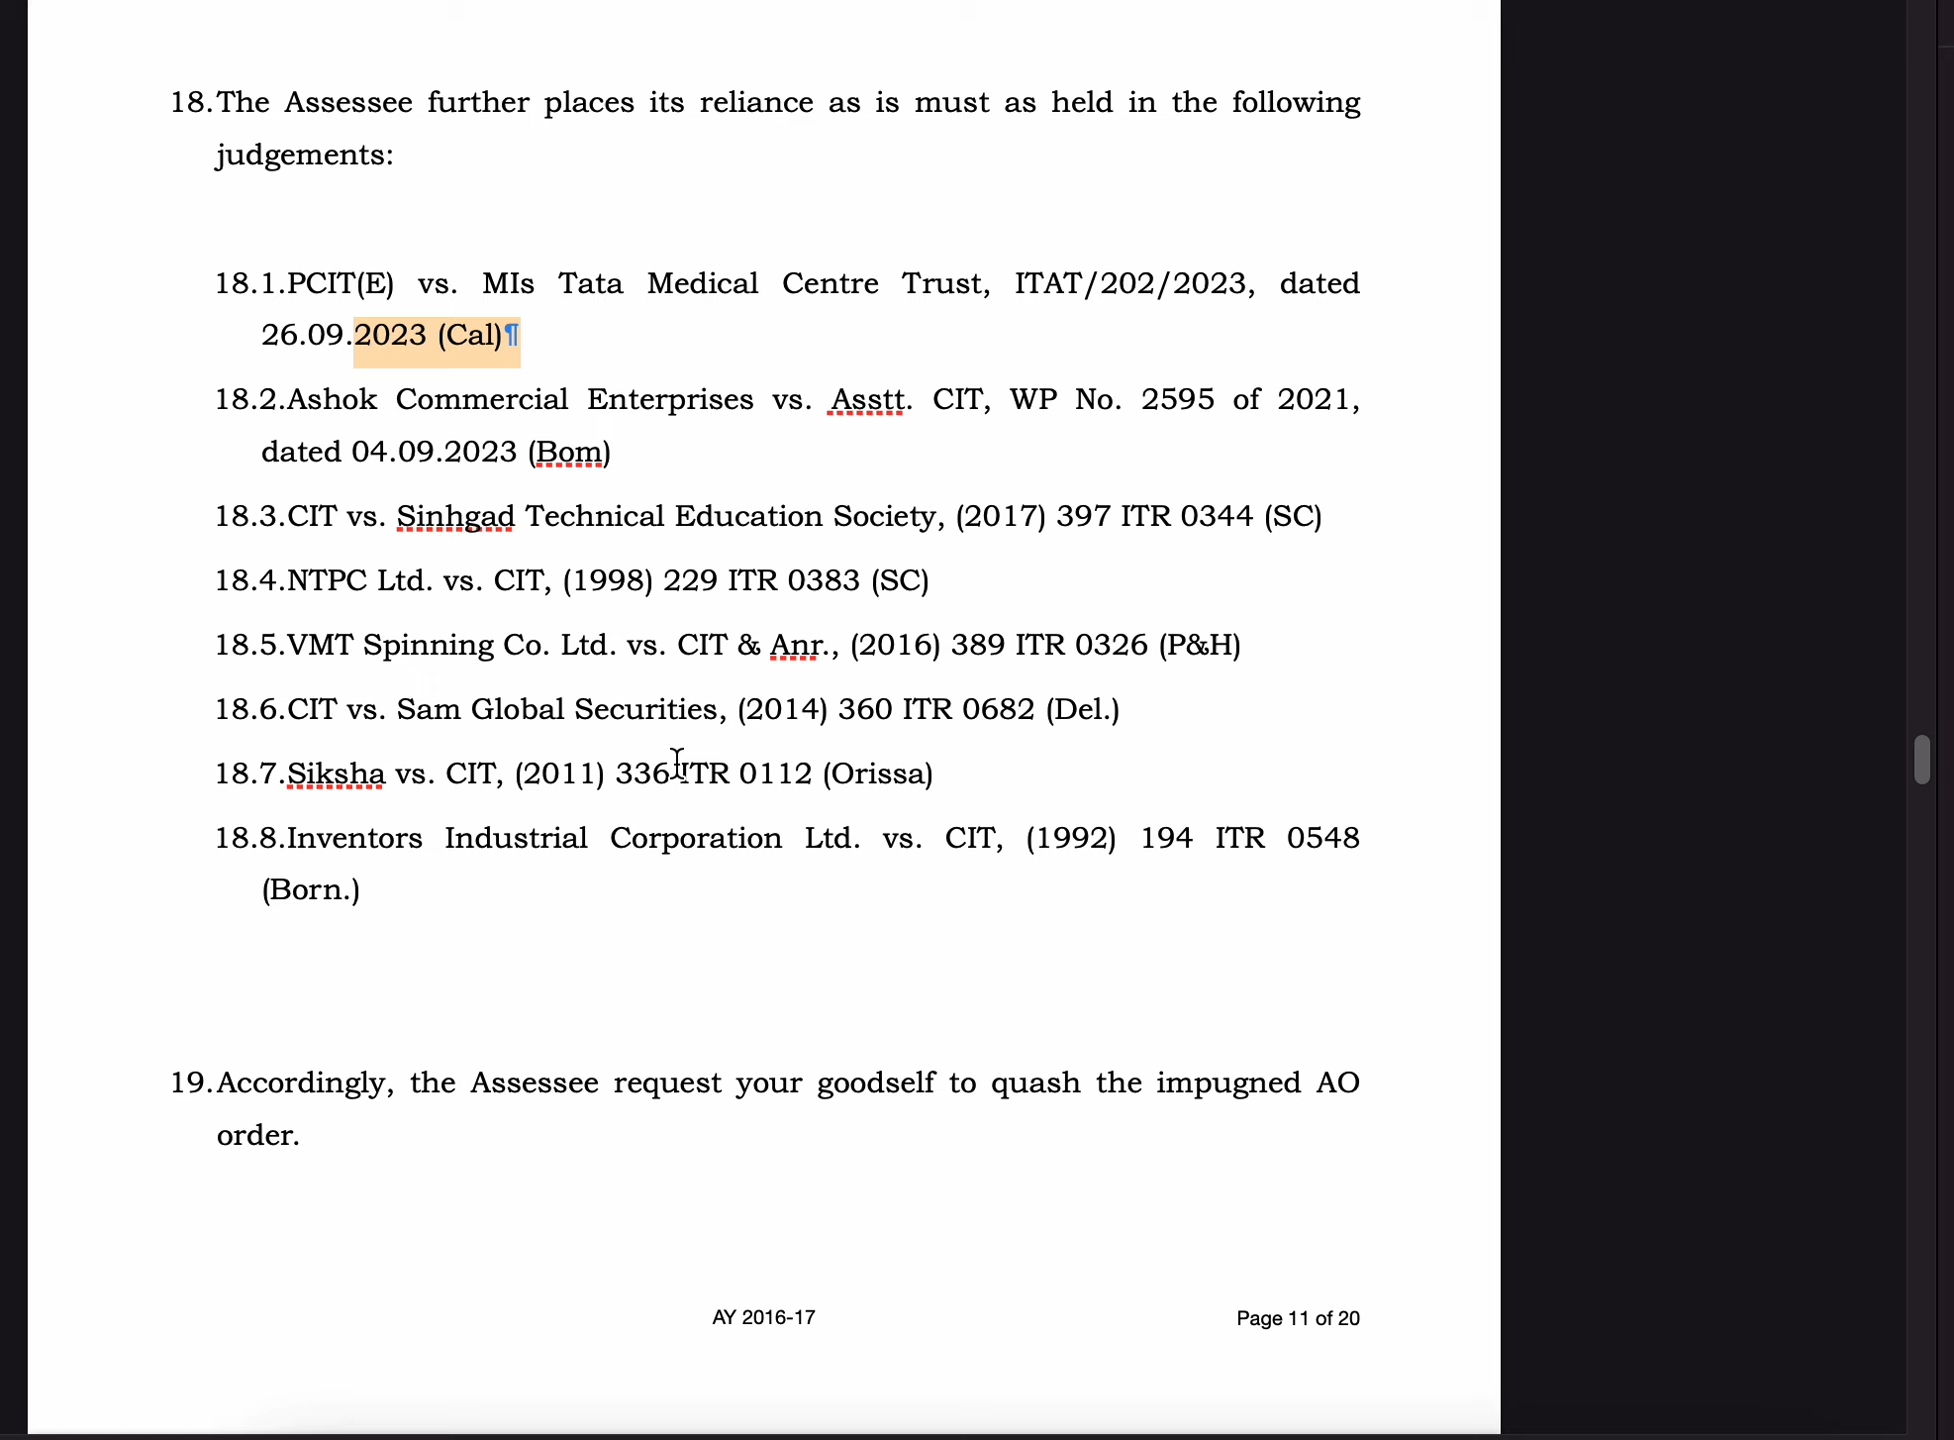 18.The Assessee further places its reliance as is must as held in the following
judgements:
18.1.PCIT(E) vs. MIs Tata Medical Centre Trust, ITAT/202/2023, dated
26.09.2023 (Cal)¶
18.2.Ashok Commercial Enterprises vs. Asstt. CIT, WP No. 2595 of 2021,
dated 04.09.2023 (Bom)
18.3.CIT vs. Sinhgad Technical Education Society, (2017) 397 ITR 0344 (SC)
18.4.NTPC Ltd. vs. CIT, (1998) 229 ITR 0383 (SC)
18.5.VMT Spinning Co. Ltd. vs. CIT & Anr., (2016) 389 ITR 0326 (P&H)
18.6.CIT vs. Sam Global Securities, (2014) 360 ITR 0682 (Del.)
18.7.Siksha vs. CIT, (2011) 336 ITR 0112 (Orissa)
18.8.Inventors Industrial Corporation Ltd. vs. CIT, (1992) 194 ITR 0548
(Born.)
19.Accordingly, the Assessee request your goodself to quash the impugned AO
order.
AY 2016-17
Page 11 of 20